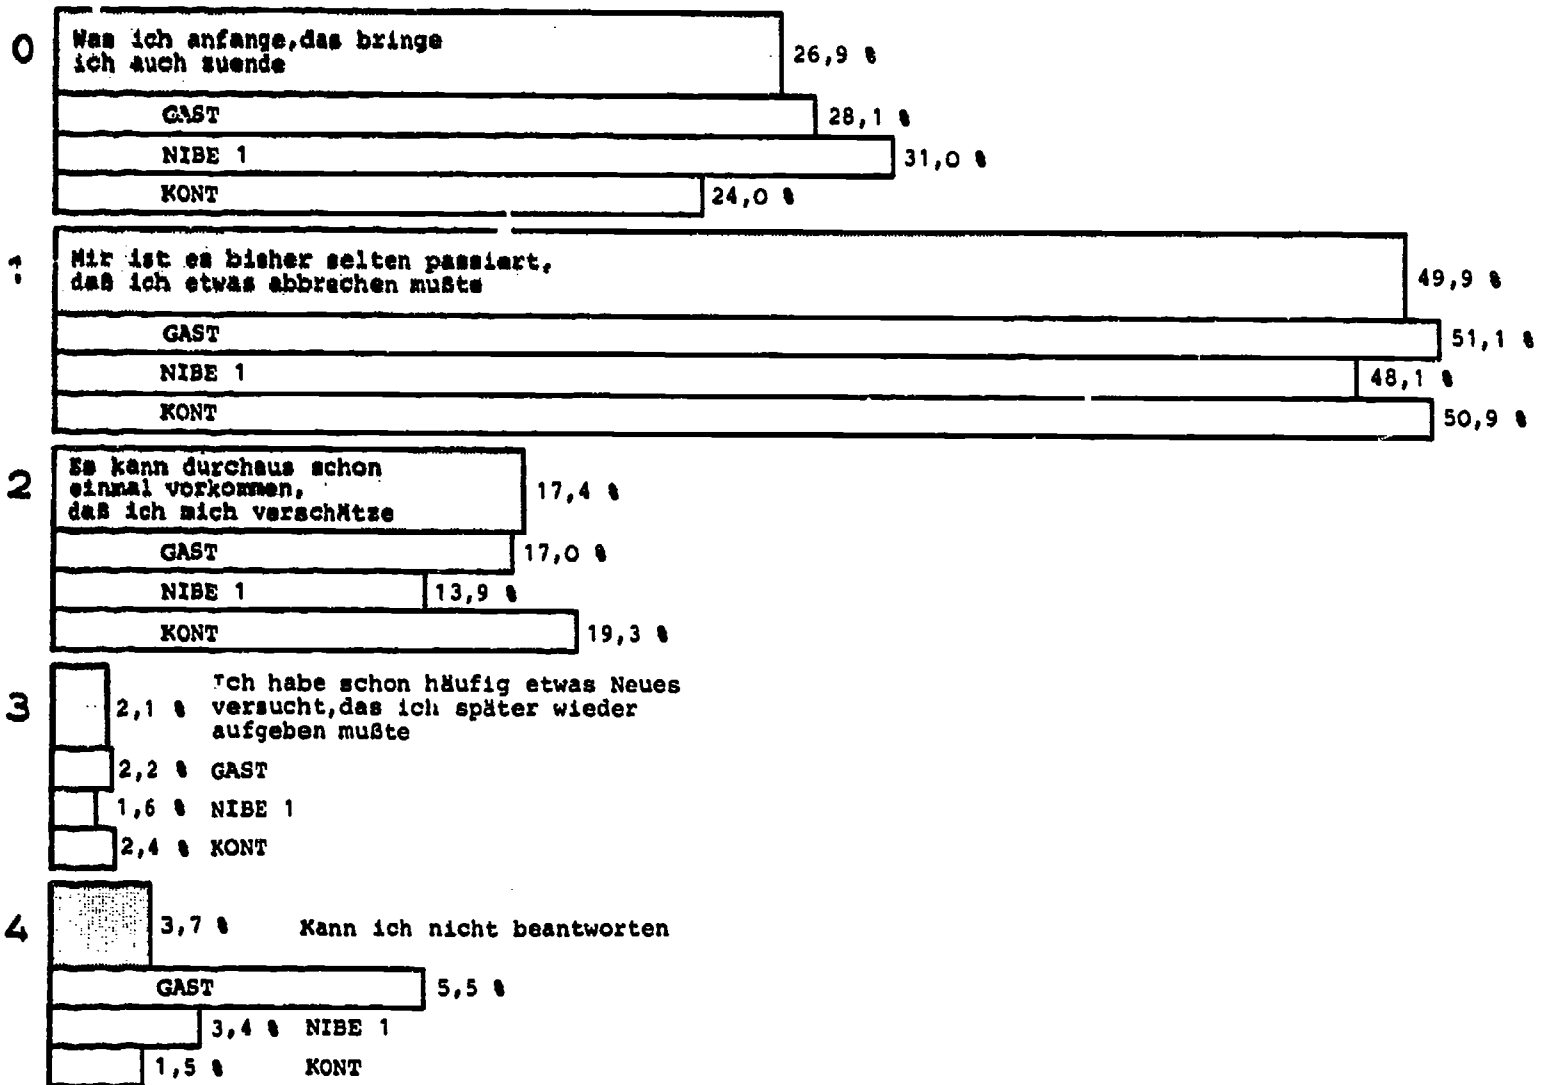 0
Was ich anfange,das bringe
ich auch zuende
26,9 %
GAST
28,1 %
NIBE 1
31,0 %
KONT
24,0 %
1
Mir ist es bisher selten passiert,
daß ich etwas abbrechen mußte
49,9 %
GAST
51,1 %
NIBE 1
48,1 %
KONT
50,9 %
2
Es kann durchaus schon
einmal vorkommen,
daß ich mich verschätze
17,4 %
GAST
17,0 %
NIBE 1
13,9 %
KONT
19,3 %
3
Ich habe schon häufig etwas Neues
2,1 % versucht,das ich später wieder
aufgeben mußte
2,2 % GAST
1,6 % NIBE 1
2,4 % KONT
4
3,7 % Kann ich nicht beantworten
GAST
5,5 %
3,4 % NIBE 1
1,5 % KONT